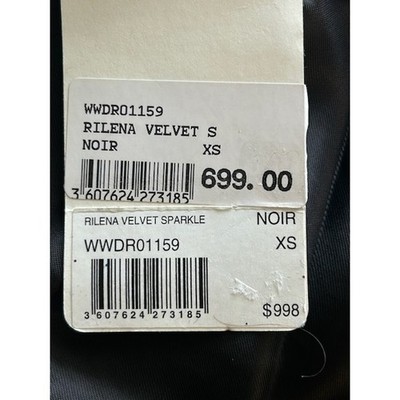 WWDR01159
RILENA VELVET S
NOIR XS
3 607624 273185 699.00
RILENA VELVET SPARKLE NOIR
WWDR01159 XS
3 607624 273185 $998